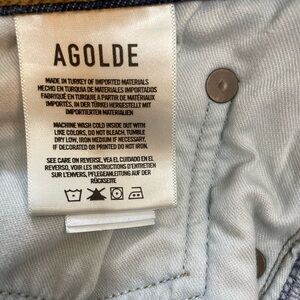 AGOLDE
MADE IN TURKEY OF IMPORTED MATERIALS
HECHO EN TURQUIA DE MATERIALES IMPORTADOS
FABRIQUÉ EN TURQUIE À PARTIR DE MATÉRIAUX
IMPORTÉS, IN DER TÜRKEI HERGESTELLT MIT
IMPORTIERTEN MATERIALIEN
MACHINE WASH COLD INSIDE OUT WITH
LIKE COLORS, DO NOT BLEACH, TUMBLE
DRY LOW, IRON MEDIUM IF NECESSARY.
IF DECORATED OR PRINTED DO NOT IRON.
SEE CARE ON REVERSE, VEA EL CUIDADO EN EL
REVERSO, VOIR LES INSTRUCTIONS D'ENTRETIEN
SUR L'ENVERS, PFLEGEANLEITUNG AUF DER
RÜCKSEITE